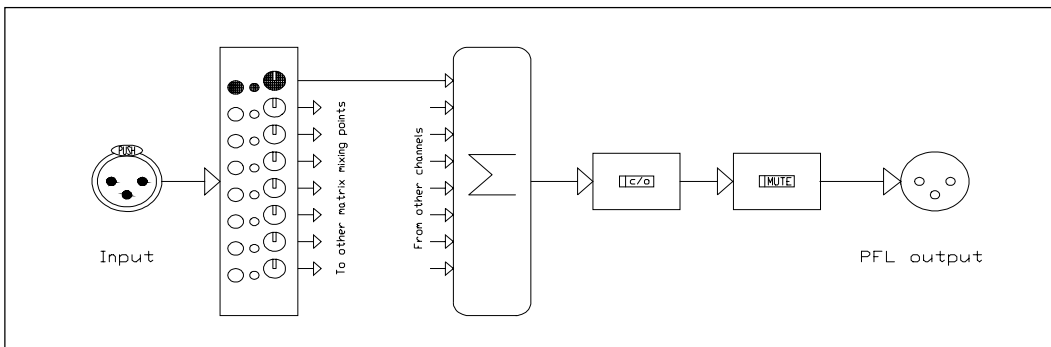 PUSH
Input
To other matrix mixing points
From other channels
Σ
c/o
MUTE
PFL output